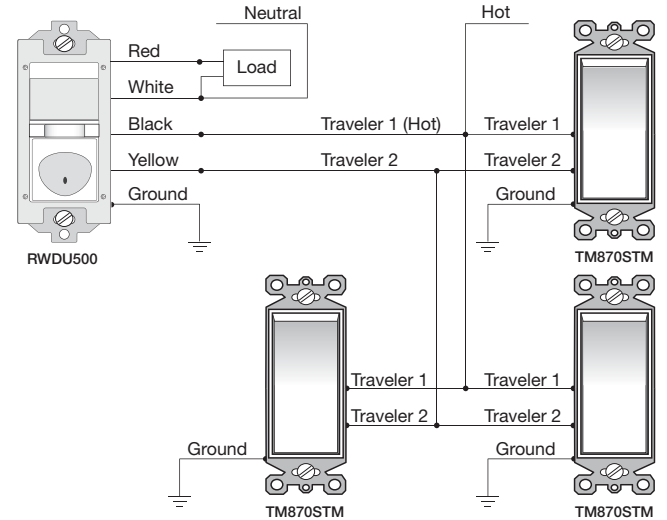 Neutral
Hot
Red
Load
White
Black
Traveler 1 (Hot)
Traveler 1
Yellow
Traveler 2
Traveler 2
Ground
Ground
RWDU500
TM870STM
Traveler 1
Traveler 1
Traveler 2
Traveler 2
Ground
Ground
TM870STM
TM870STM